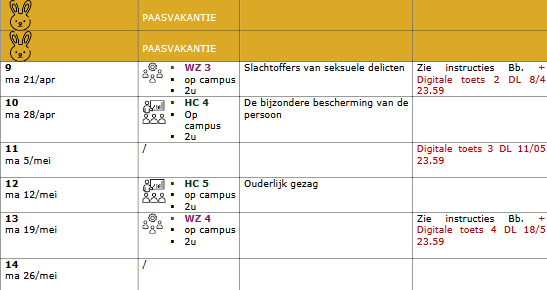 PAASVAKANTIE
PAASVAKANTIE
9
ma 21/apr
WZ 3
op campus
2u
Slachtoffers van seksuele delicten
Zie instructies Bb. +
Digitale toets 2 DL 8/4
23.59
10
ma 28/apr
HC 4
Op
campus
2u
De bijzondere bescherming van de
persoon
11
ma 5/mei
/
Digitale toets 3 DL 11/05
23.59
12
ma 12/mei
HC 5
op campus
2u
Ouderlijk gezag
13
ma 19/mei
WZ 4
op campus
2u
Zie instructies Bb. +
Digitale toets 4 DL 18/5
23.59
14
ma 26/mei
/